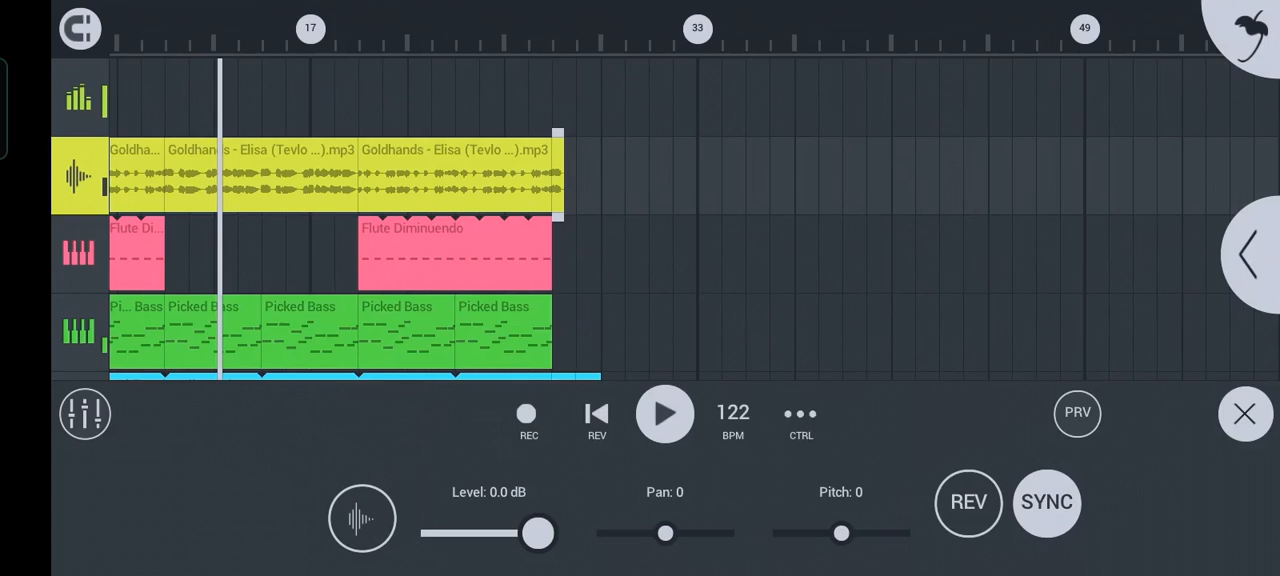 17
33
49
Goldha...
Goldhands - Elisa (Tevlo ...).mp3
Goldhands - Elisa (Tevlo ...).mp3
Flute Di...
Flute Diminuendo
Pi... Bass
Picked Bass
Picked Bass
Picked Bass
Picked Bass
REC
REV
122
BPM
CTRL
PRV
Level: 0.0 dB
Pan: 0
Pitch: 0
REV
SYNC